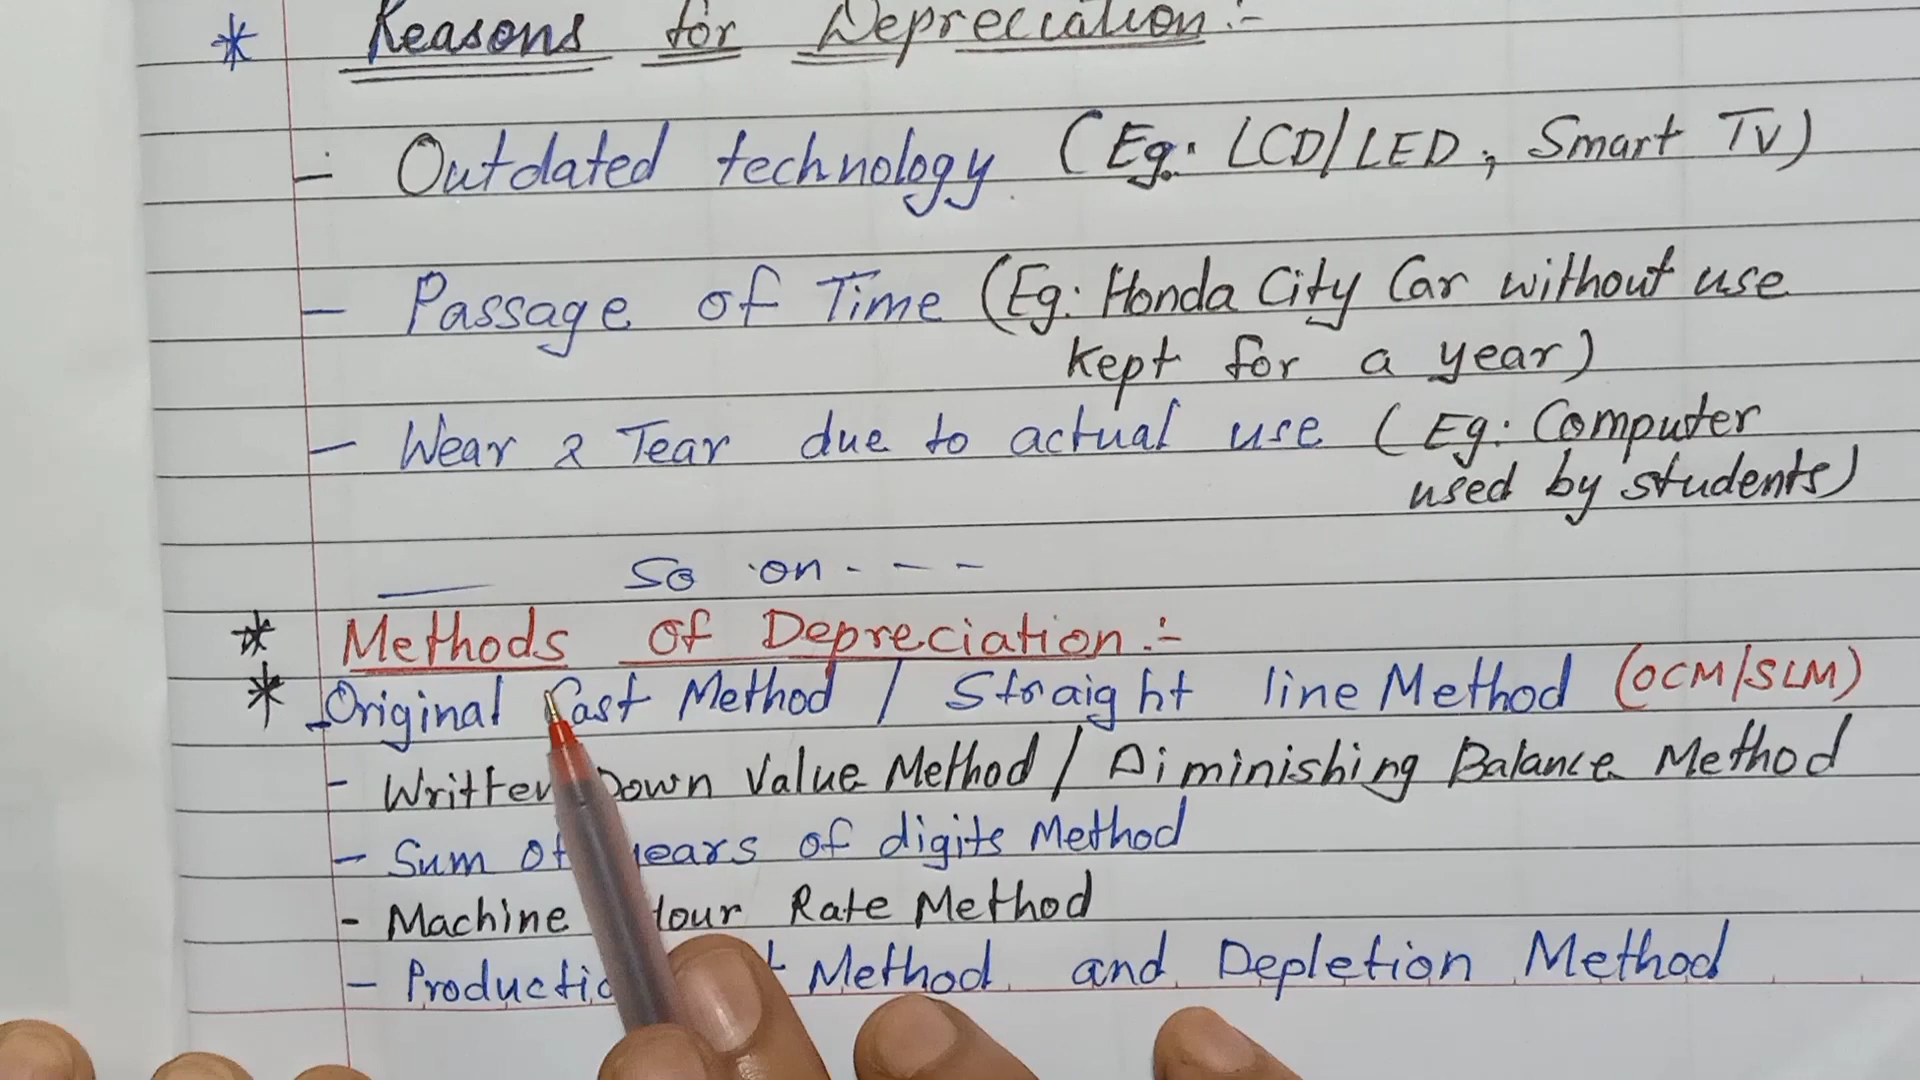 * Reasons for Depreciation :-
- Outdated technology (Eg: LCD/LED, Smart TV)
- Passage of Time (Eg: Honda City Car without use
kept for a year)
- Wear & Tear due to actual use (Eg: Computer
used by students)
— So on - - -
* Methods of Depreciation :-
* - Original Cost Method / Straight line Method (OCM/SLM)
- Written Down Value Method / Diminishing Balance Method
- Sum of years of digits Method
- Machine Hour Rate Method
- Method and Depletion Method